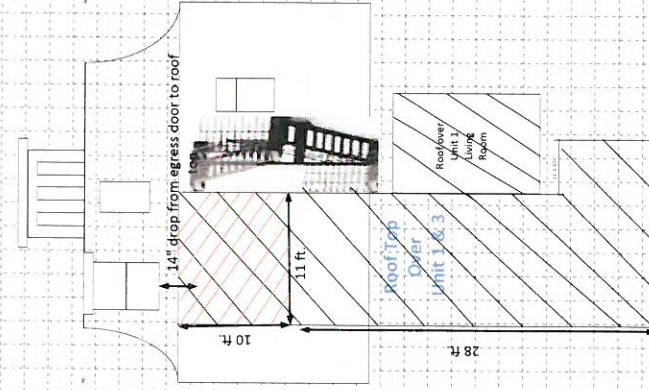 14" drop from egress door to roof
top
Roof over
Unit 1
Living
Room
11 ft.
Roof Top
Over
Unit 1 & 3
10 ft.
28 ft.